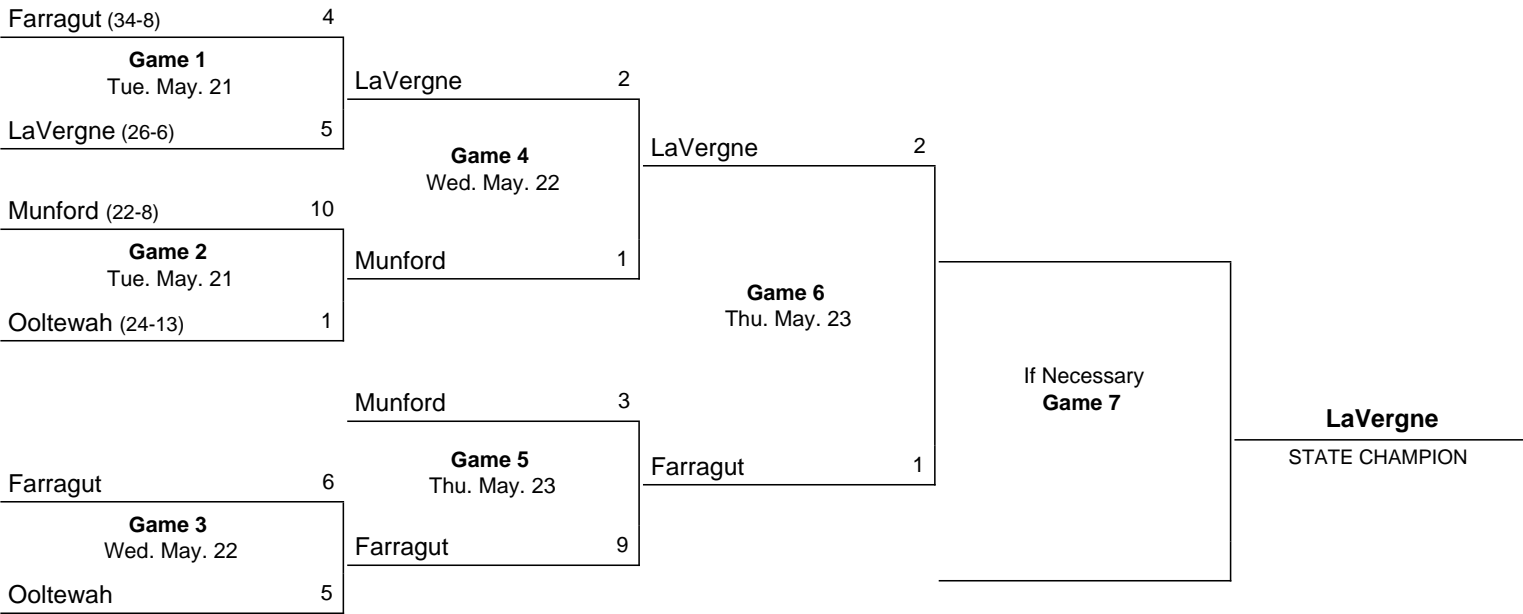 Farragut (34-8) 4
Game 1
Tue. May. 21
LaVergne (26-6) 5
Munford (22-8) 10
Game 2
Tue. May. 21
Ooltewah (24-13) 1
Farragut 6
Game 3
Wed. May. 22
Ooltewah 5
LaVergne 2
Game 4
Wed. May. 22
Munford 1
Munford 3
Game 5
Thu. May. 23
Farragut 9
LaVergne 2
Game 6
Thu. May. 23
Farragut 1
If Necessary
Game 7
LaVergne
STATE CHAMPION